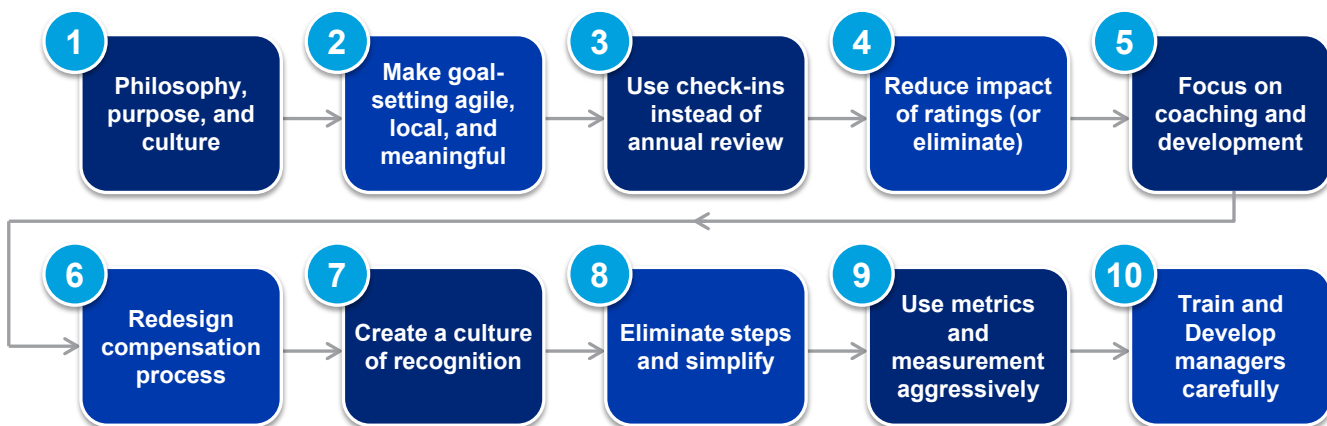 1
Philosophy,
purpose, and
culture
2
Make goal-
setting agile,
local, and
meaningful
3
Use check-ins
instead of
annual review
4
Reduce impact
of ratings (or
eliminate)
5
Focus on
coaching and
development
6
Redesign
compensation
process
7
Create a culture
of recognition
8
Eliminate steps
and simplify
9
Use metrics
and
measurement
aggressively
10
Train and
Develop
managers
carefully